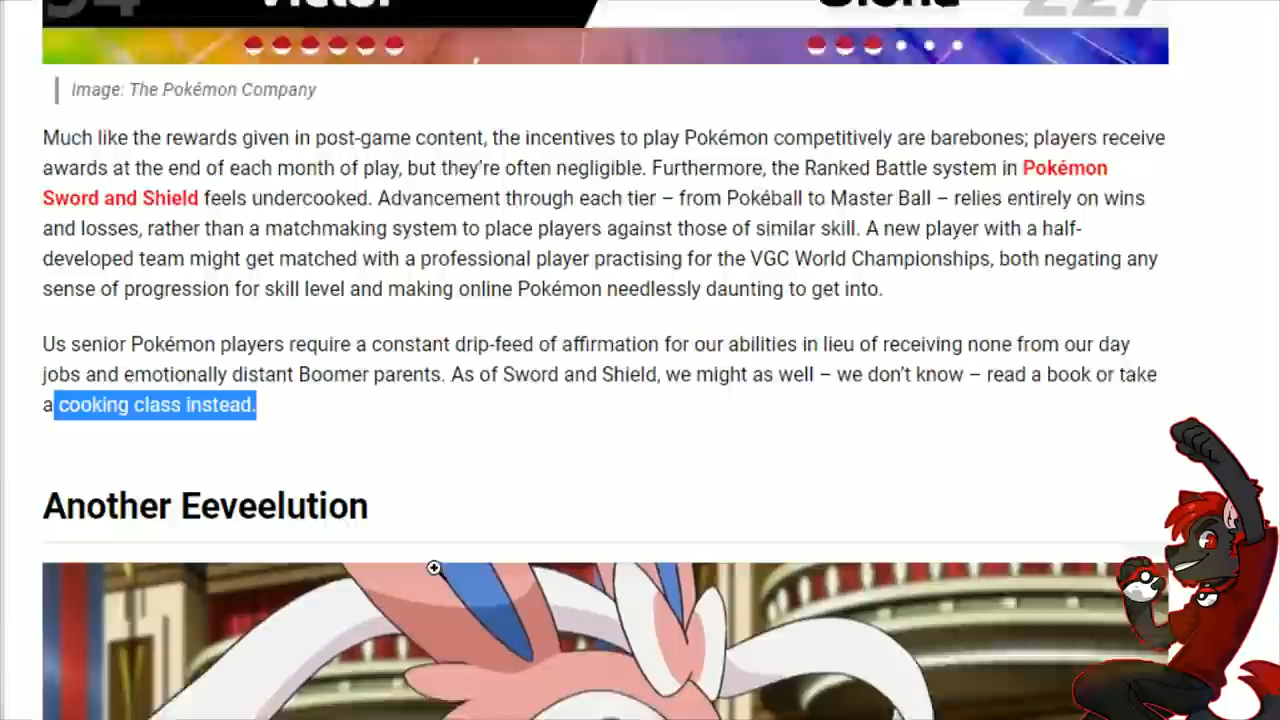 Image: The Pokémon Company
Much like the rewards given in post-game content, the incentives to play Pokémon competitively are barebones; players receive
awards at the end of each month of play, but they're often negligible. Furthermore, the Ranked Battle system in Pokémon
Sword and Shield feels undercooked. Advancement through each tier – from Pokéball to Master Ball – relies entirely on wins
and losses, rather than a matchmaking system to place players against those of similar skill. A new player with a half-
developed team might get matched with a professional player practising for the VGC World Championships, both negating any
sense of progression for skill level and making online Pokémon needlessly daunting to get into.
Us senior Pokémon players require a constant drip-feed of affirmation for our abilities in lieu of receiving none from our day
jobs and emotionally distant Boomer parents. As of Sword and Shield, we might as well – we don't know – read a book or take
a cooking class instead.
Another Eeveelution